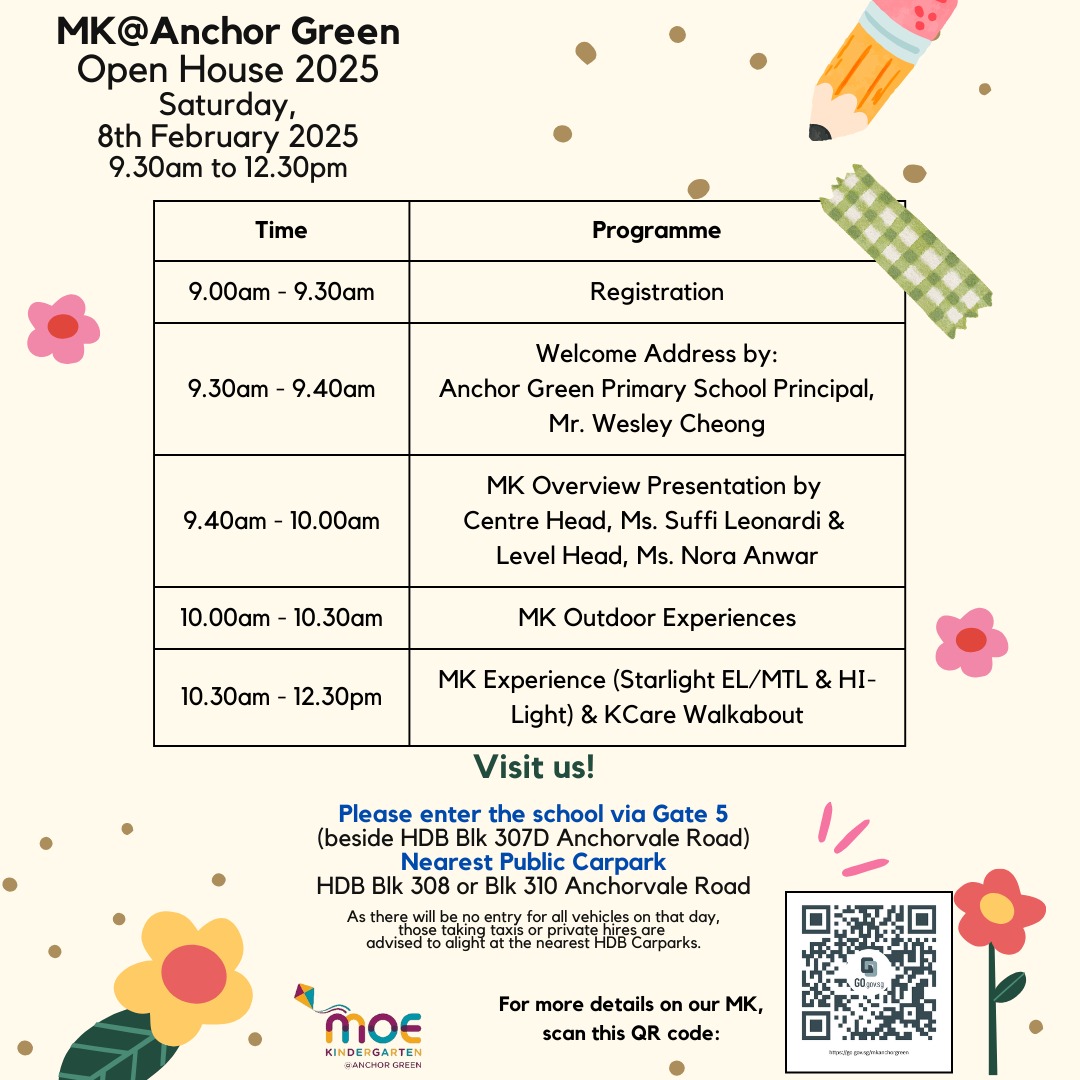 MK@Anchor Green
Open House 2025
Saturday,
8th February 2025
9.30am to 12.30pm
Time Programme
9.00am - 9.30am Registration
Welcome Address by:
9.30am - 9.40am Anchor Green Primary School Principal,
Mr. Wesley Cheong
MK Overview Presentation by
9.40am - 10.00am Centre Head, Ms. Suffi Leonardi &
Level Head, Ms. Nora Anwar
10.00am - 10.30am MK Outdoor Experiences
10.30am - 12.30pm MK Experience (Starlight EL/MTL & HI-
Light) & KCare Walkabout
Visit us!
Please enter the school via Gate 5
(beside HDB Blk 307D Anchorvale Road)
Nearest Public Carpark
HDB Blk 308 or Blk 310 Anchorvale Road
As there will be no entry for all vehicles on that day,
those taking taxis or private hires are
advised to alight at the nearest HDB Carparks.
moe
KINDERGARTEN
@ANCHOR GREEN
For more details on our MK,
scan this QR code:
GO.gov.sg
https://go.gov.sg/mkanchorgreen